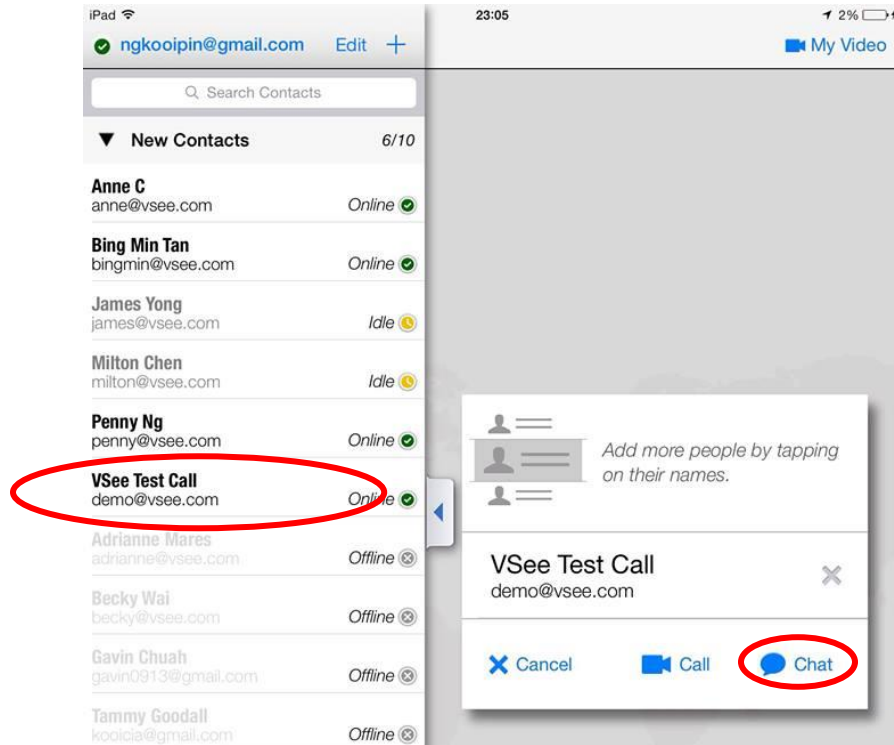 iPad
23:05
2%
ngkooipin@gmail.com Edit +
My Video
Search Contacts
New Contacts 6/10
Anne C
anne@vsee.com Online
Bing Min Tan
bingmin@vsee.com Online
James Yong
james@vsee.com Idle
Milton Chen
milton@vsee.com Idle
Penny Ng
penny@vsee.com Online
VSee Test Call
demo@vsee.com Online
Adrianne Mares
adrianne@vsee.com Offline
Becky Wai
becky@vsee.com Offline
Gavin Chuah
gavin0913@gmail.com Offline
Tammy Goodall
kooicia@gmail.com Offline
Add more people by tapping
on their names.
VSee Test Call
demo@vsee.com
Cancel Call Chat